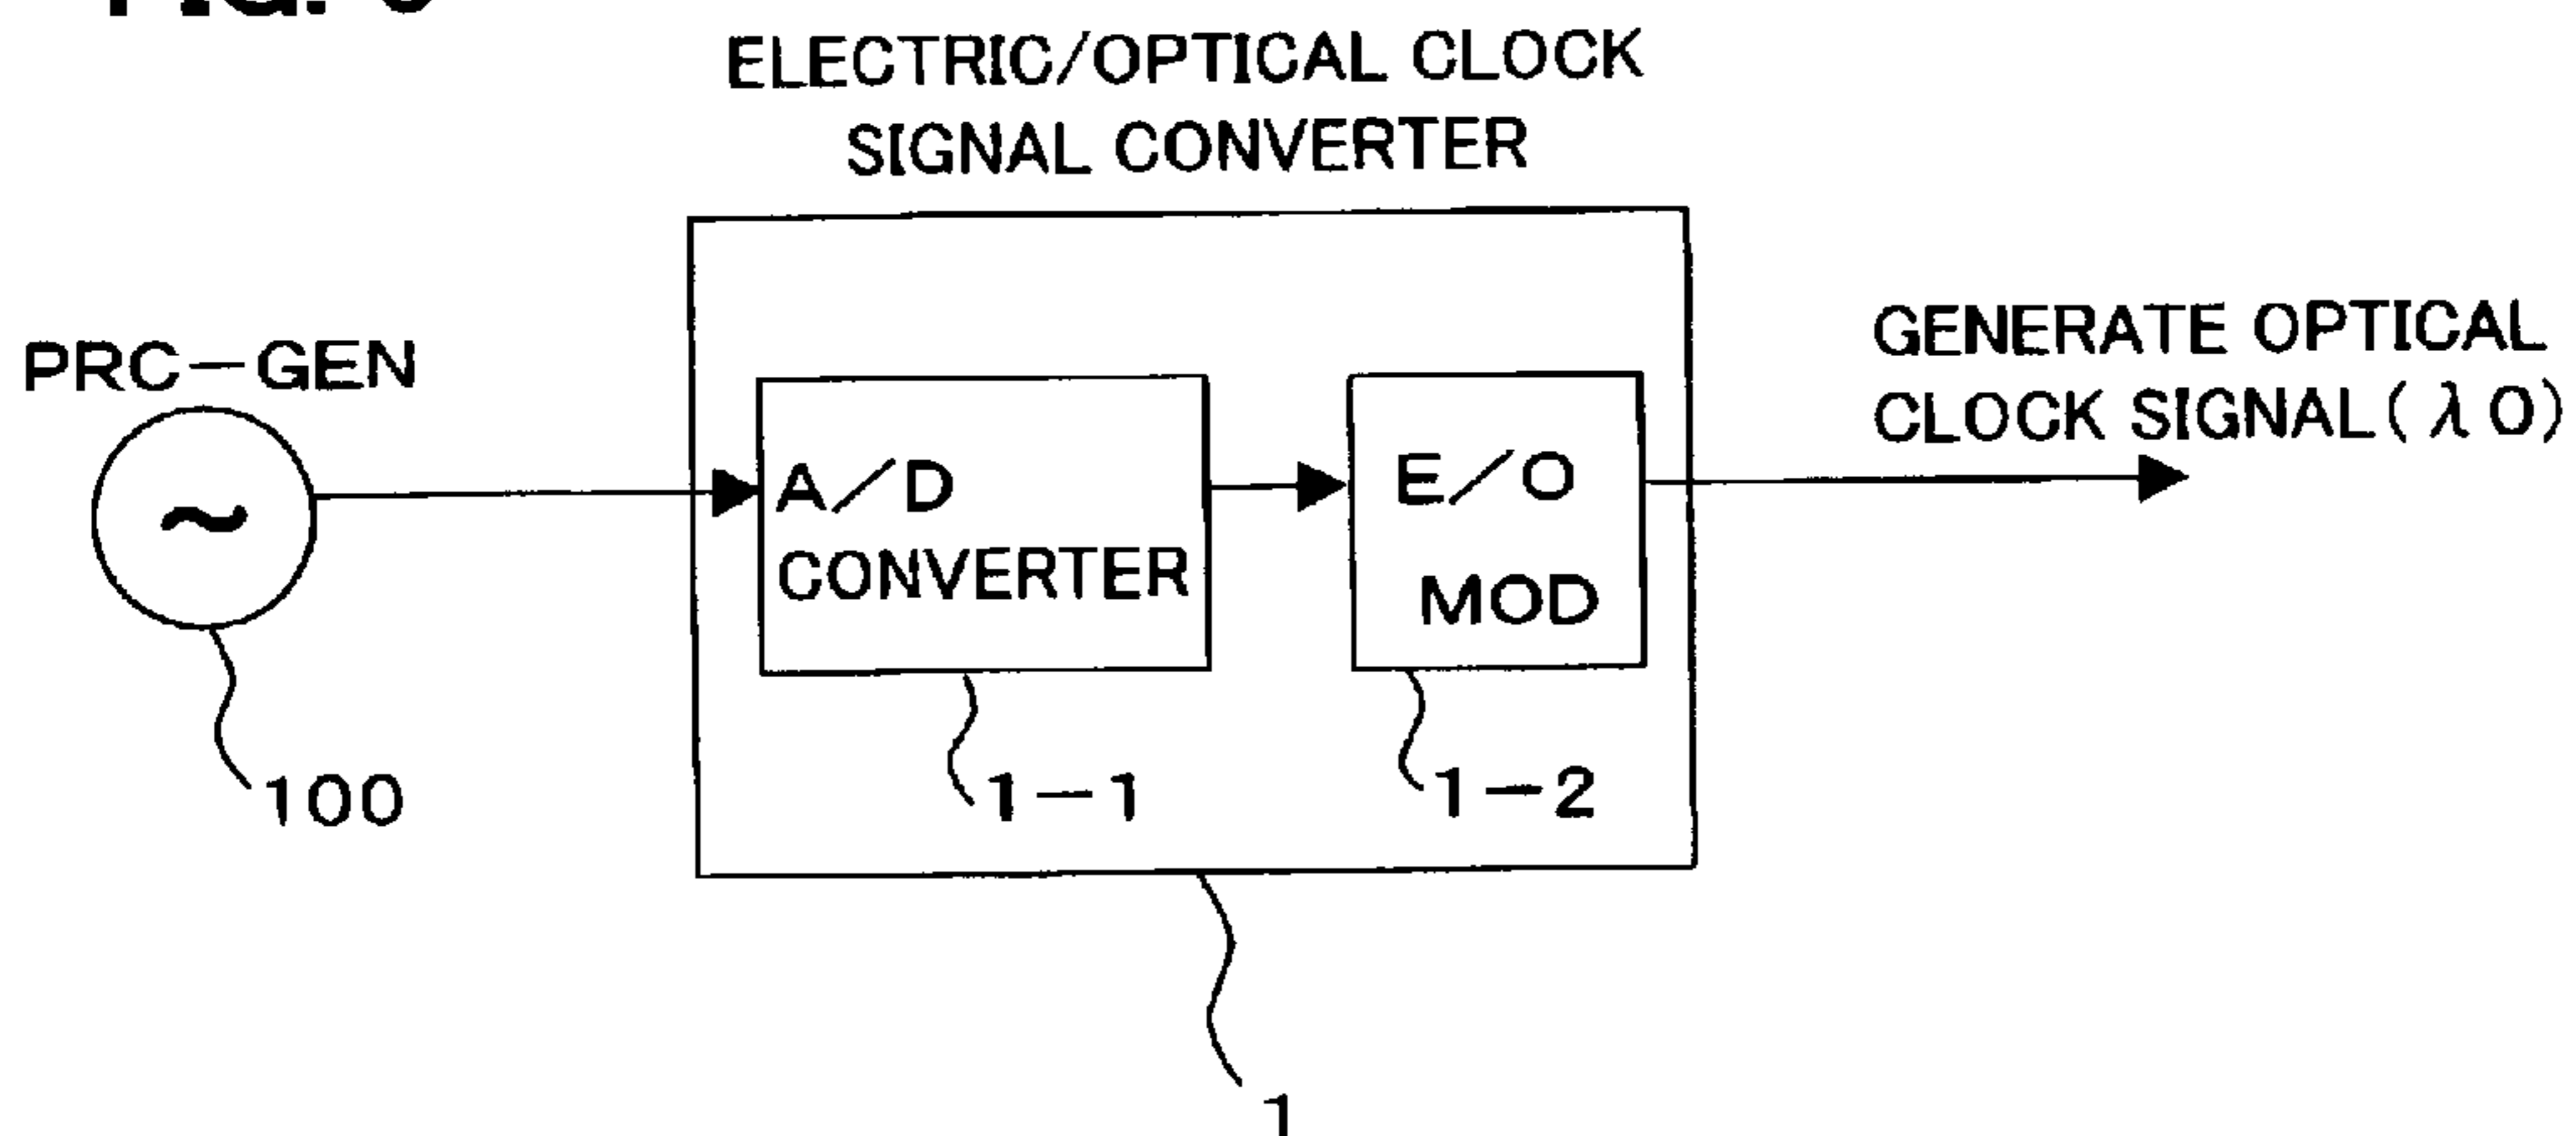 ELECTRIC/OPTICAL CLOCK
SIGNAL CONVERTER
PRC-GEN
~
A/D
CONVERTER
E/O
MOD
GENERATE OPTICAL
CLOCK SIGNAL(λ0)
100
1-1
1-2
1